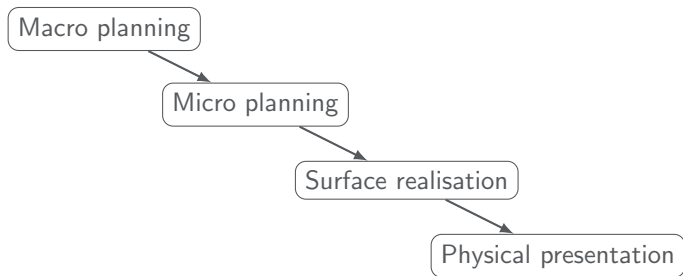 Macro planning
Micro planning
Surface realisation
Physical presentation